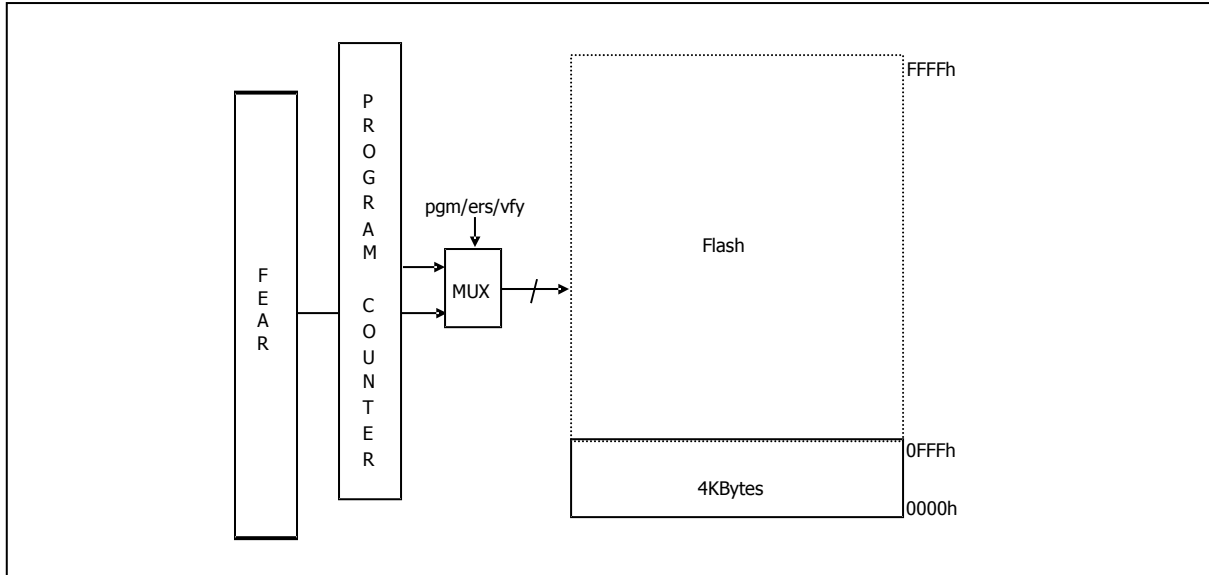 FEAR
PROGRAM COUNTER
pgm/ers/vfy
MUX
Flash
FFFFh
0FFFh
4KBytes
0000h